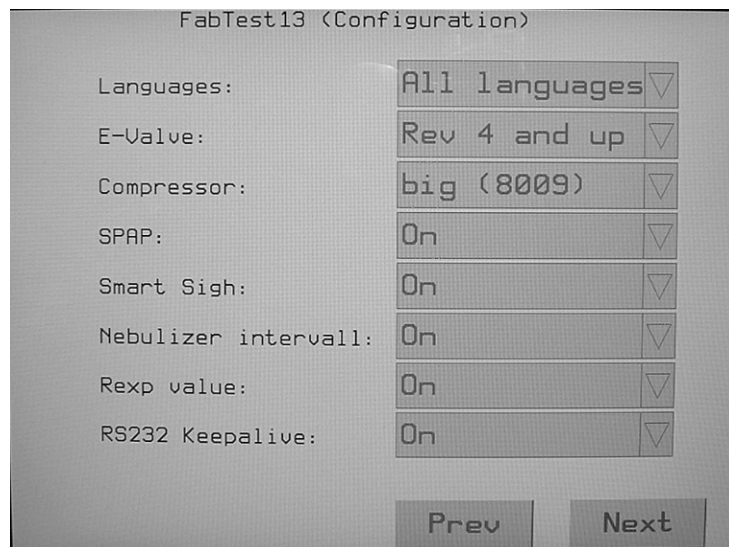 FabTest13 (Configuration)
Languages: All languages
E-Valve: Rev 4 and up
Compressor: big (8009)
SPAP: On
Smart Sigh: On
Nebulizer intervall: On
Rexp value: On
RS232 Keepalive: On
Prev Next